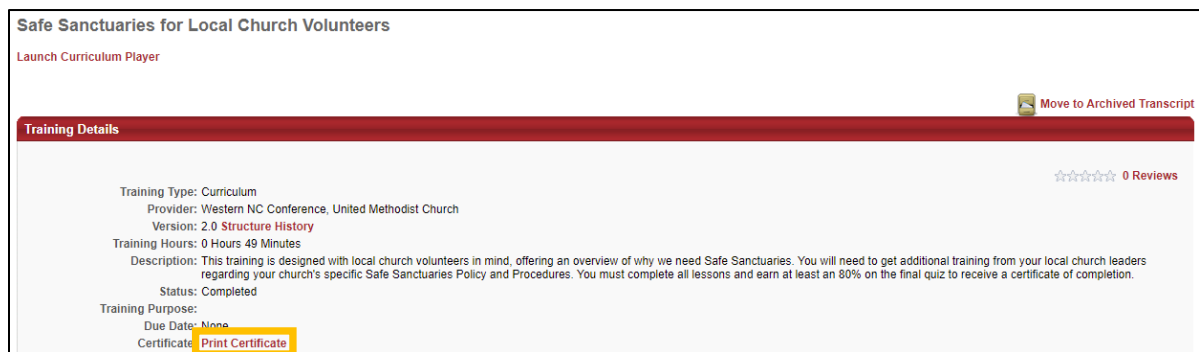 Safe Sanctuaries for Local Church Volunteers
Launch Curriculum Player
Move to Archived Transcript
Training Details
0 Reviews
Training Type: Curriculum
Provider: Western NC Conference, United Methodist Church
Version: 2.0 Structure History
Training Hours: 0 Hours 49 Minutes
Description: This training is designed with local church volunteers in mind, offering an overview of why we need Safe Sanctuaries. You will need to get additional training from your local church leaders
regarding your church's specific Safe Sanctuaries Policy and Procedures. You must complete all lessons and earn at least an 80% on the final quiz to receive a certificate of completion.
Status: Completed
Training Purpose:
Due Date: None
Certificate Print Certificate